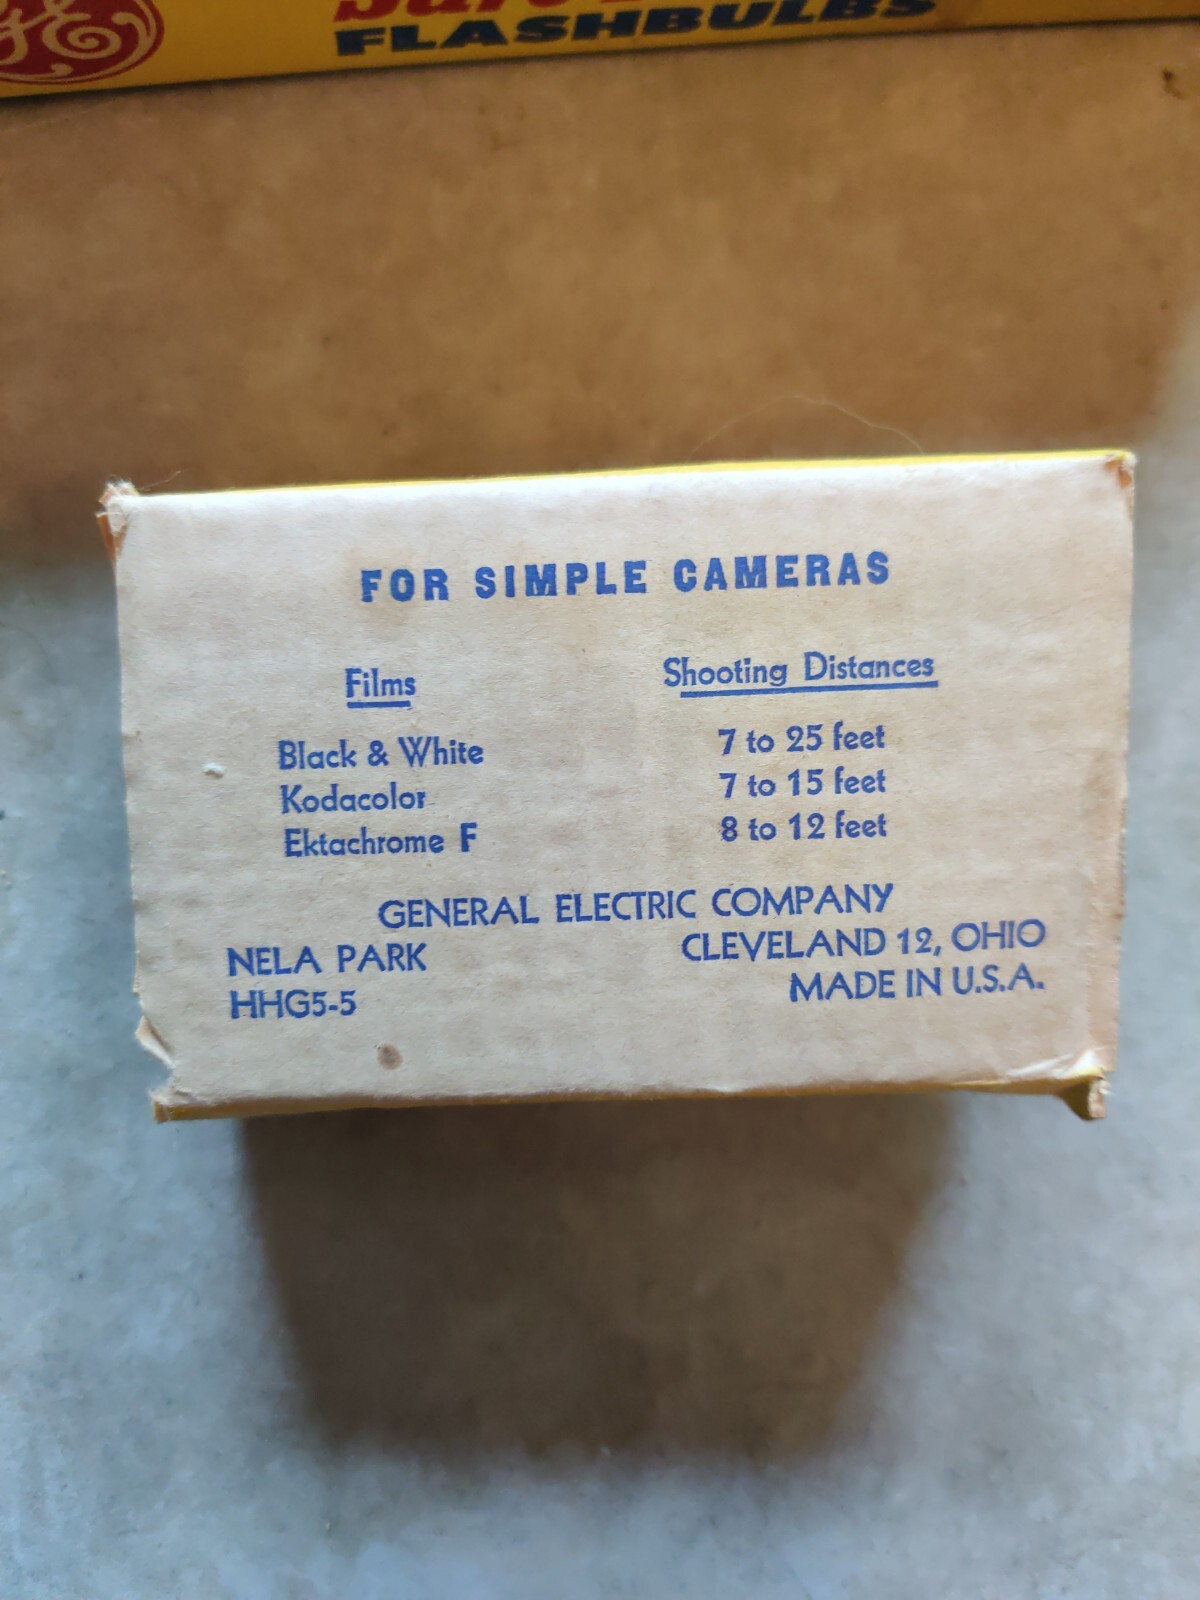 GE
FLASHBULBS
FOR SIMPLE CAMERAS
Films Shooting Distances
Black & White 7 to 25 feet
Kodacolor 7 to 15 feet
Ektachrome F 8 to 12 feet
GENERAL ELECTRIC COMPANY
NELA PARK CLEVELAND 12, OHIO
HHG5-5 MADE IN U.S.A.